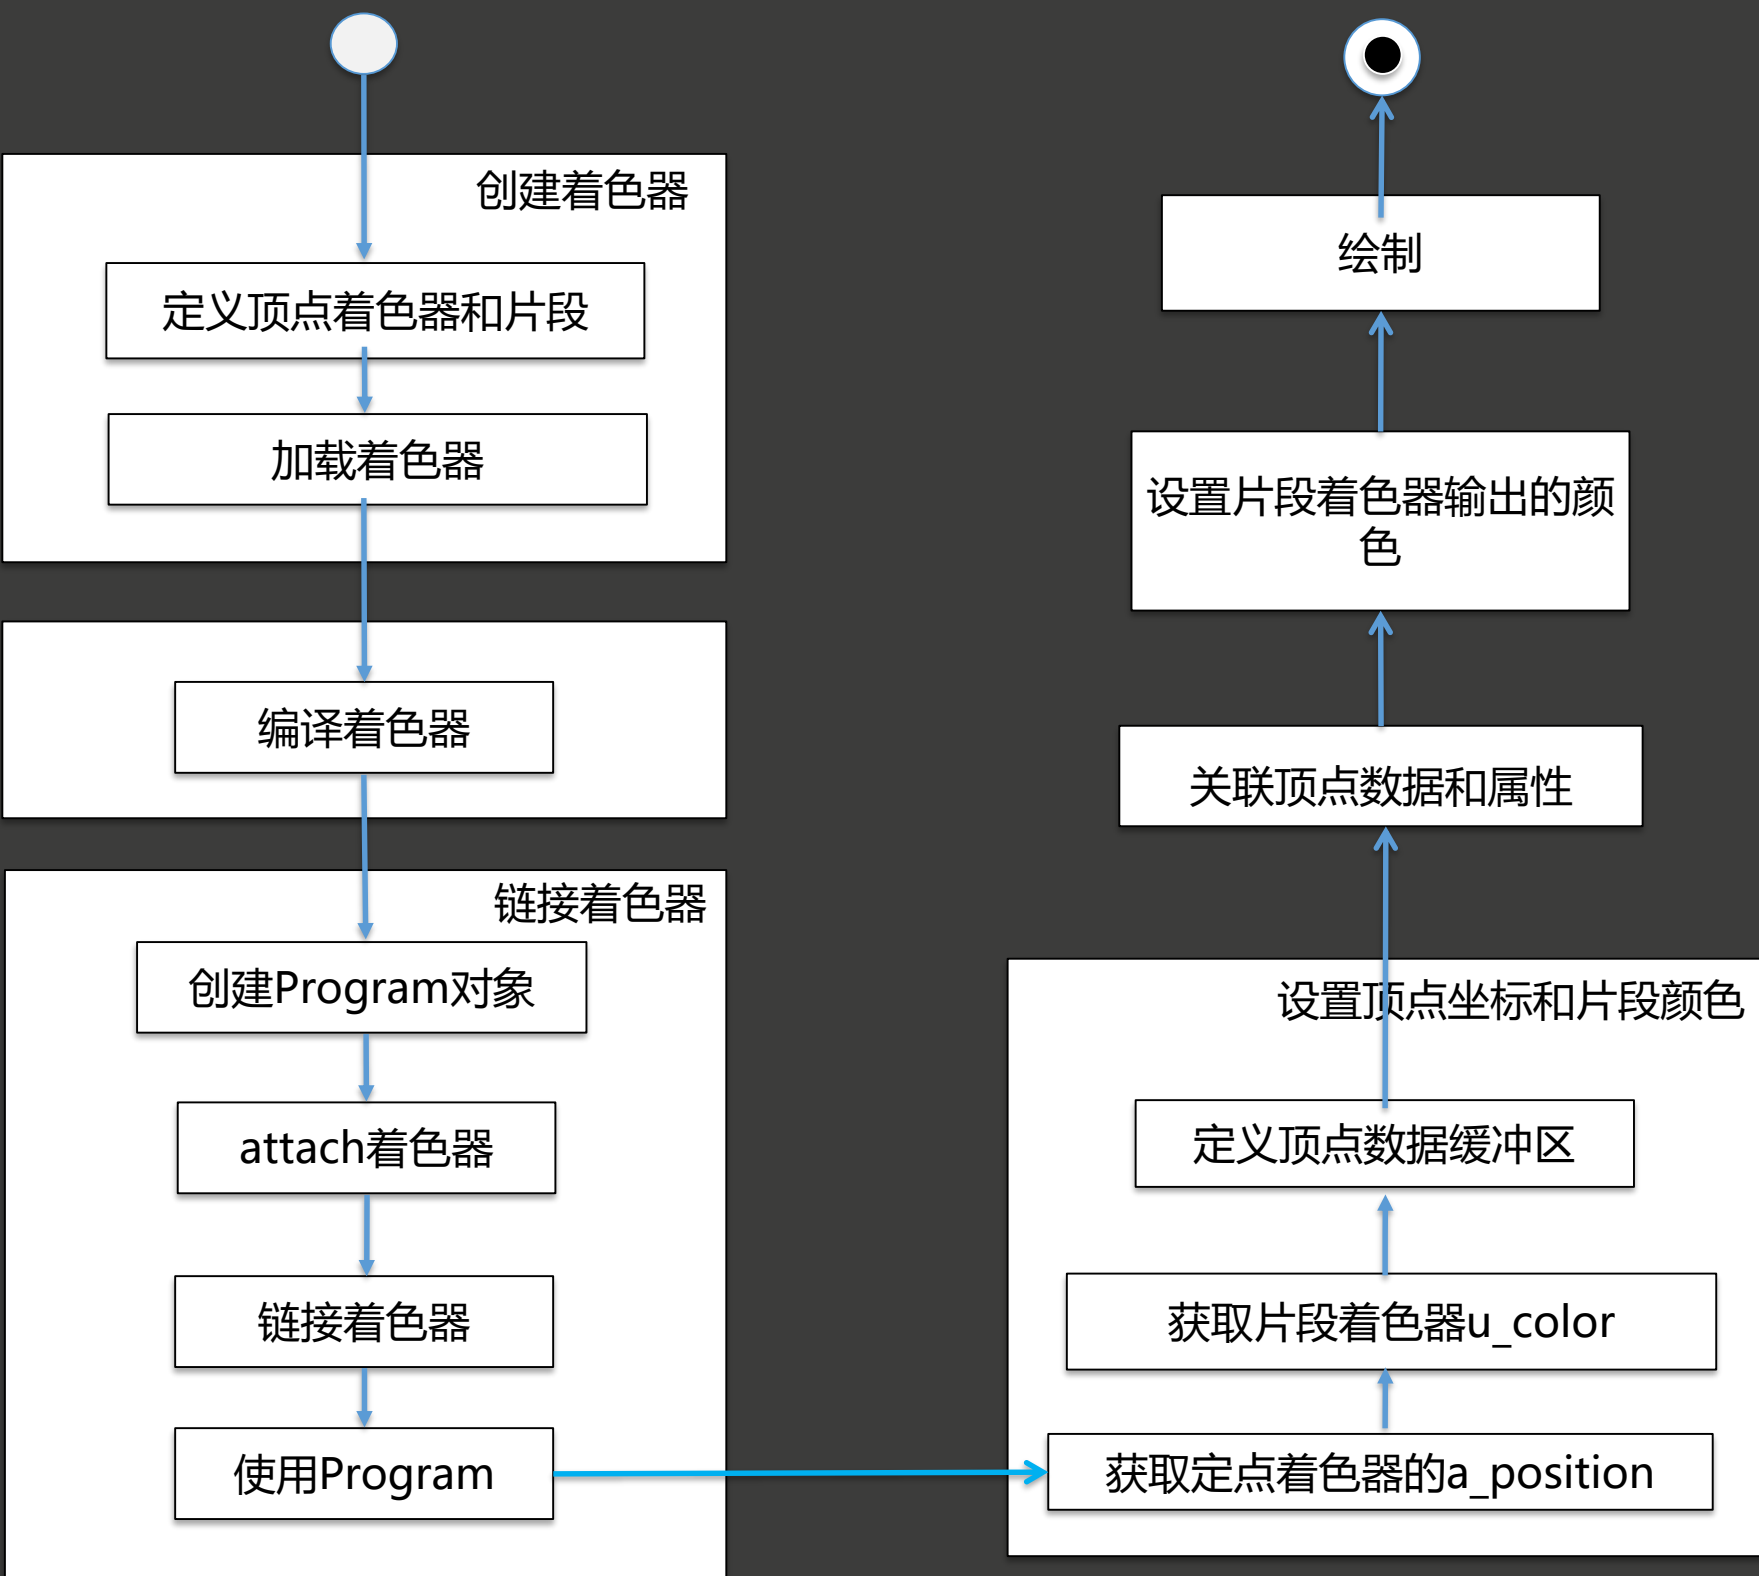 创建着色器
定义顶点着色器和片段
加载着色器
编译着色器
链接着色器
创建Program对象
attach着色器
链接着色器
使用Program
绘制
设置片段着色器输出的颜
色
关联顶点数据和属性
设置顶点坐标和片段颜色
定义顶点数据缓冲区
获取片段着色器u_color
获取定点着色器的a_position